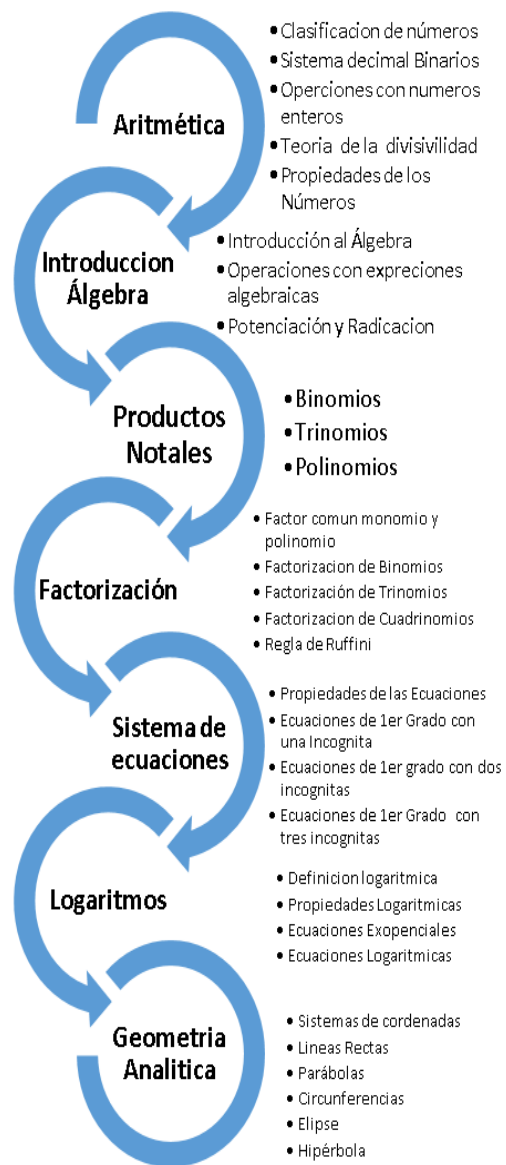 Aritmética
• Clasificacion de números
• Sistema decimal Binarios
• Operciones con numeros
enteros
• Teoria de la divisivilidad
• Propiedades de los
Números
Introduccion
Álgebra
• Introducción al Álgebra
• Operaciones con expreciones
algebraicas
• Potenciación y Radicacion
Productos
Notales
• Binomios
• Trinomios
• Polinomios
Factorización
• Factor comun monomio y
polinomio
• Factorizacion de Binomios
• Factorización de Trinomios
• Factorizacion de Cuadrinomios
• Regla de Ruffini
Sistema de
ecuaciones
• Propiedades de las Ecuaciones
• Ecuaciones de 1er Grado con
una Incognita
• Ecuaciones de 1er grado con dos
incognitas
• Ecuaciones de 1er Grado con
tres incognitas
Logaritmos
• Definicion logaritmica
• Propiedades Logaritmicas
• Ecuaciones Exopenciales
• Ecuaciones Logaritmicas
Geometria
Analitica
• Sistemas de cordenadas
• Lineas Rectas
• Parábolas
• Circunferencias
• Elipse
• Hipérbola